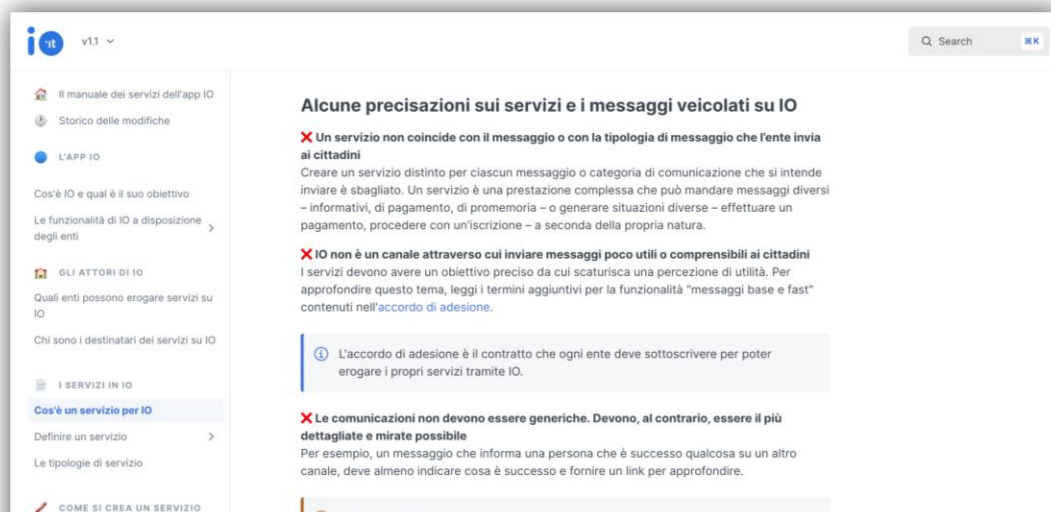 io it
v1.1
Search
⌘K
Il manuale dei servizi dell'app IO
Storico delle modifiche
L'APP IO
Cos'è IO e qual è il suo obiettivo
Le funzionalità di IO a disposizione
degli enti
GLI ATTORI DI IO
Quali enti possono erogare servizi su
IO
Chi sono i destinatari dei servizi su IO
I SERVIZI IN IO
Cos'è un servizio per IO
Definire un servizio
Le tipologie di servizio
COME SI CREA UN SERVIZIO
Alcune precisazioni sui servizi e i messaggi veicolati su IO
❌ Un servizio non coincide con il messaggio o con la tipologia di messaggio che l'ente invia
ai cittadini
Creare un servizio distinto per ciascun messaggio o categoria di comunicazione che si intende
inviare è sbagliato. Un servizio è una prestazione complessa che può mandare messaggi diversi
– informativi, di pagamento, di promemoria – o generare situazioni diverse – effettuare un
pagamento, procedere con un'iscrizione – a seconda della propria natura.
❌ IO non è un canale attraverso cui inviare messaggi poco utili o comprensibili ai cittadini
I servizi devono avere un obiettivo preciso da cui scaturisca una percezione di utilità. Per
approfondire questo tema, leggi i termini aggiuntivi per la funzionalità "messaggi base e fast"
contenuti nell'accordo di adesione.
L'accordo di adesione è il contratto che ogni ente deve sottoscrivere per poter
erogare i propri servizi tramite IO.
❌ Le comunicazioni non devono essere generiche. Devono, al contrario, essere il più
dettagliate e mirate possibile
Per esempio, un messaggio che informa una persona che è successo qualcosa su un altro
canale, deve almeno indicare cosa è successo e fornire un link per approfondire.